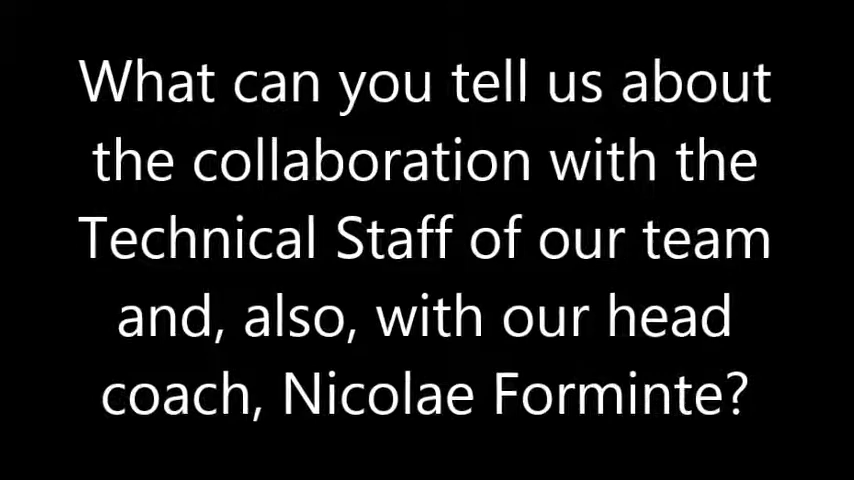 What can you tell us about
the collaboration with the
Technical Staff of our team
and, also, with our head
coach, Nicolae Forminte?